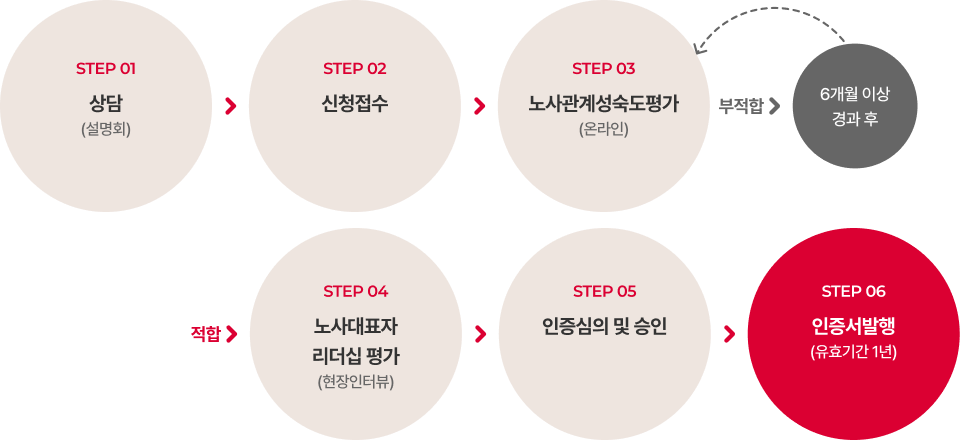 STEP 01
상담
(설명회)
STEP 02
신청접수
STEP 03
노사관계성숙도평가
(온라인)
부적합
6개월 이상
경과 후
적합
STEP 04
노사대표자
리더십 평가
(현장인터뷰)
STEP 05
인증심의 및 승인
STEP 06
인증서발행
(유효기간 1년)